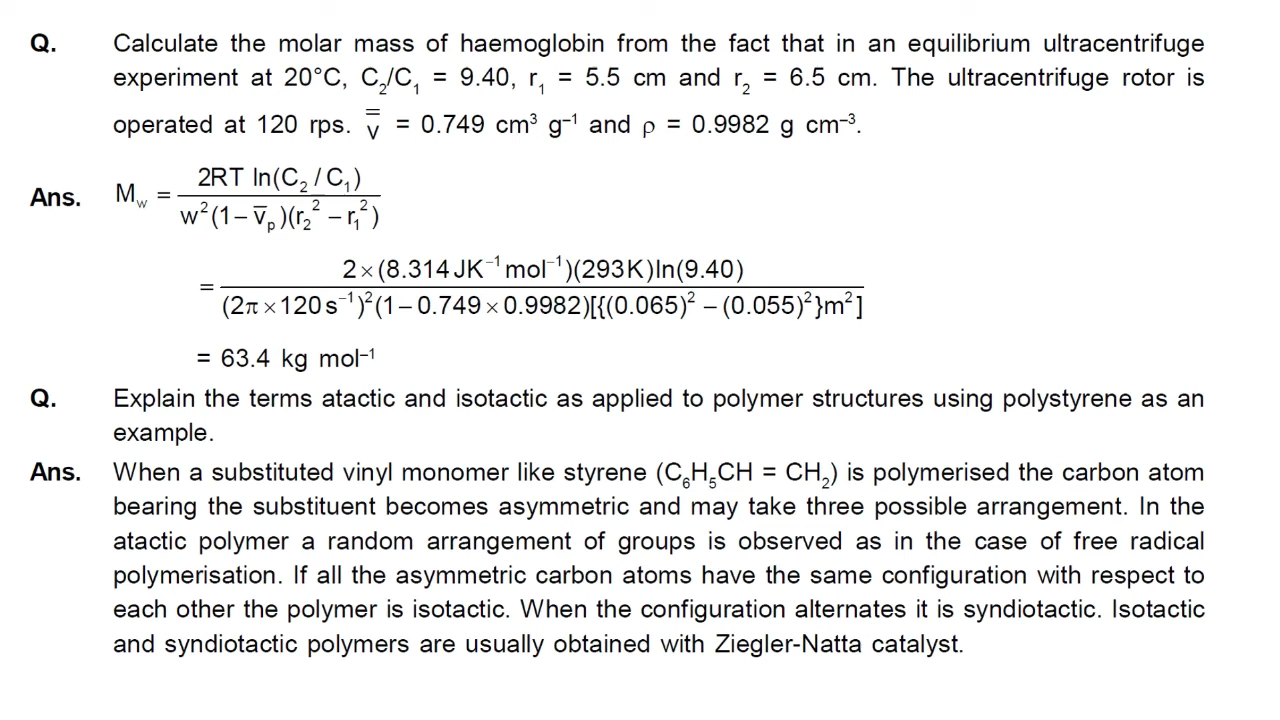 Q. Calculate the molar mass of haemoglobin from the fact that in an equilibrium ultracentrifuge
experiment at 20°C, C₂/C₁ = 9.40, r₁ = 5.5 cm and r₂ = 6.5 cm. The ultracentrifuge rotor is
operated at 120 rps. v̿ = 0.749 cm³ g⁻¹ and ρ = 0.9982 g cm⁻³.
Ans. M_w = 2RT ln(C₂ / C₁) / w²(1 – v̅_p)(r₂² – r₁²)
= 2×(8.314 JK⁻¹ mol⁻¹)(293K)ln(9.40) / (2π×120 s⁻¹)²(1–0.749×0.9982)[{(0.065)² – (0.055)²}m²]
= 63.4 kg mol⁻¹
Q. Explain the terms atactic and isotactic as applied to polymer structures using polystyrene as an
example.
Ans. When a substituted vinyl monomer like styrene (C₆H₅CH = CH₂) is polymerised the carbon atom
bearing the substituent becomes asymmetric and may take three possible arrangement. In the
atactic polymer a random arrangement of groups is observed as in the case of free radical
polymerisation. If all the asymmetric carbon atoms have the same configuration with respect to
each other the polymer is isotactic. When the configuration alternates it is syndiotactic. Isotactic
and syndiotactic polymers are usually obtained with Ziegler-Natta catalyst.